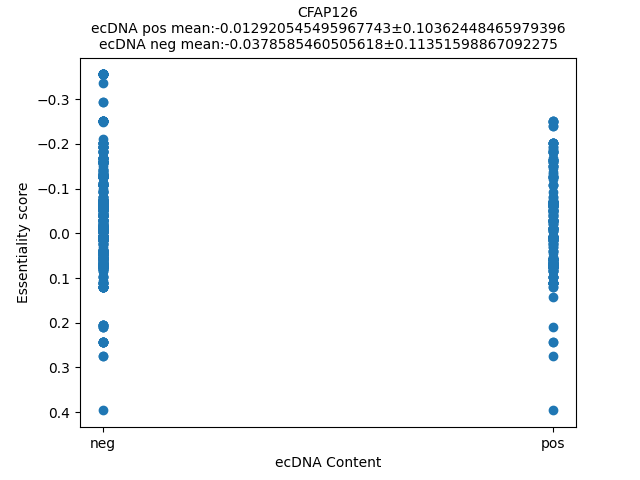 CFAP126
ecDNA pos mean:-0.012920545495967743±0.10362448465979396
ecDNA neg mean:-0.0378585460505618±0.11351598867092275
−0.3
−0.2
−0.1
0.0
0.1
0.2
0.3
0.4
Essentiality score
neg
pos
ecDNA Content